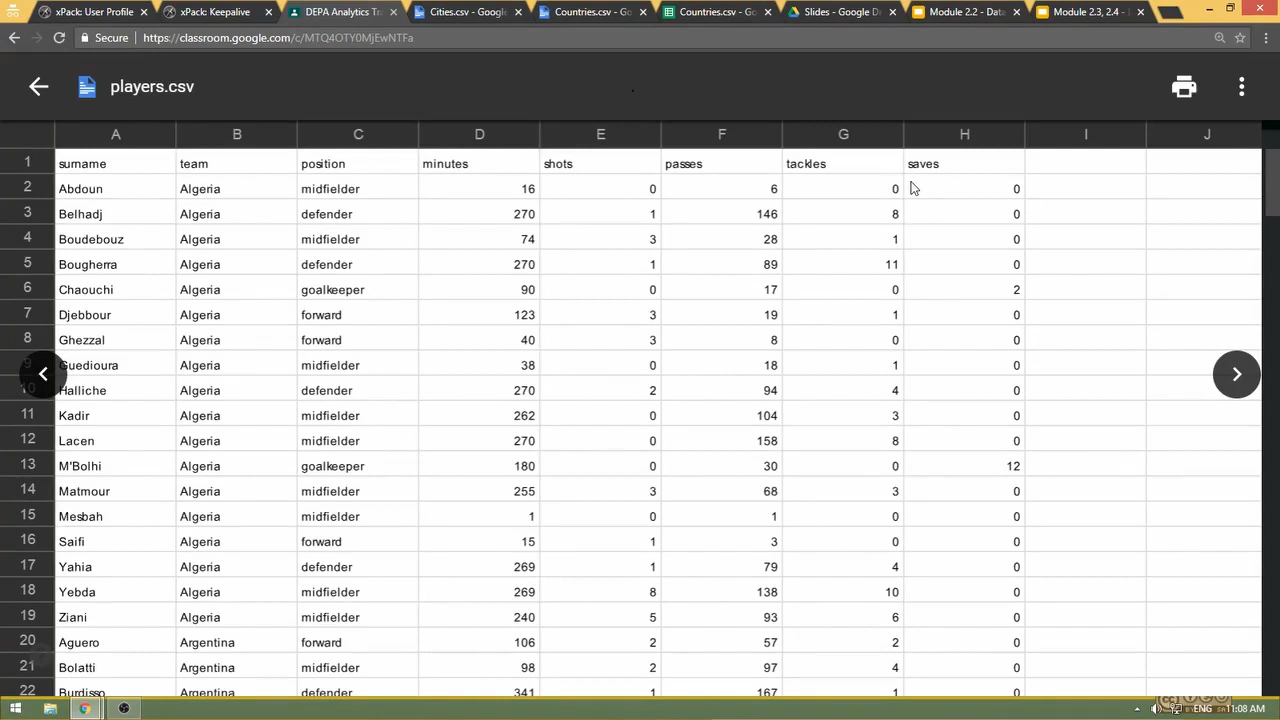 xPack: User Profile
xPack: Keepalive
DEPA Analytics Tr
Cities.csv - Google
Countries.csv - Go
Countries.csv - Go
Slides - Google D
Module 2.2 - Data
Module 2.3, 2.4 -
Secure https://classroom.google.com/c/MTQ4OTY0MjEwNTFa
players.csv
A B C D E F G H I J
1 surname team position minutes shots passes tackles saves
2 Abdoun Algeria midfielder 16 0 6 0 0
3 Belhadj Algeria defender 270 1 146 8 0
4 Boudebouz Algeria midfielder 74 3 28 1 0
5 Bougherra Algeria defender 270 1 89 11 0
6 Chaouchi Algeria goalkeeper 90 0 17 0 2
7 Djebbour Algeria forward 123 3 19 1 0
8 Ghezzal Algeria forward 40 3 8 0 0
9 Guedioura Algeria midfielder 38 0 18 1 0
10 Halliche Algeria defender 270 2 94 4 0
11 Kadir Algeria midfielder 262 0 104 3 0
12 Lacen Algeria midfielder 270 0 158 8 0
13 M'Bolhi Algeria goalkeeper 180 0 30 0 12
14 Matmour Algeria midfielder 255 3 68 3 0
15 Mesbah Algeria midfielder 1 0 1 0 0
16 Saifi Algeria forward 15 1 3 0 0
17 Yahia Algeria defender 269 1 79 4 0
18 Yebda Algeria midfielder 269 8 138 10 0
19 Ziani Algeria midfielder 240 5 93 6 0
20 Aguero Argentina forward 106 2 57 2 0
21 Bolatti Argentina midfielder 98 2 97 4 0
22 Burdisso Argentina defender 341 1 167 1 0
ENG 11:08 AM